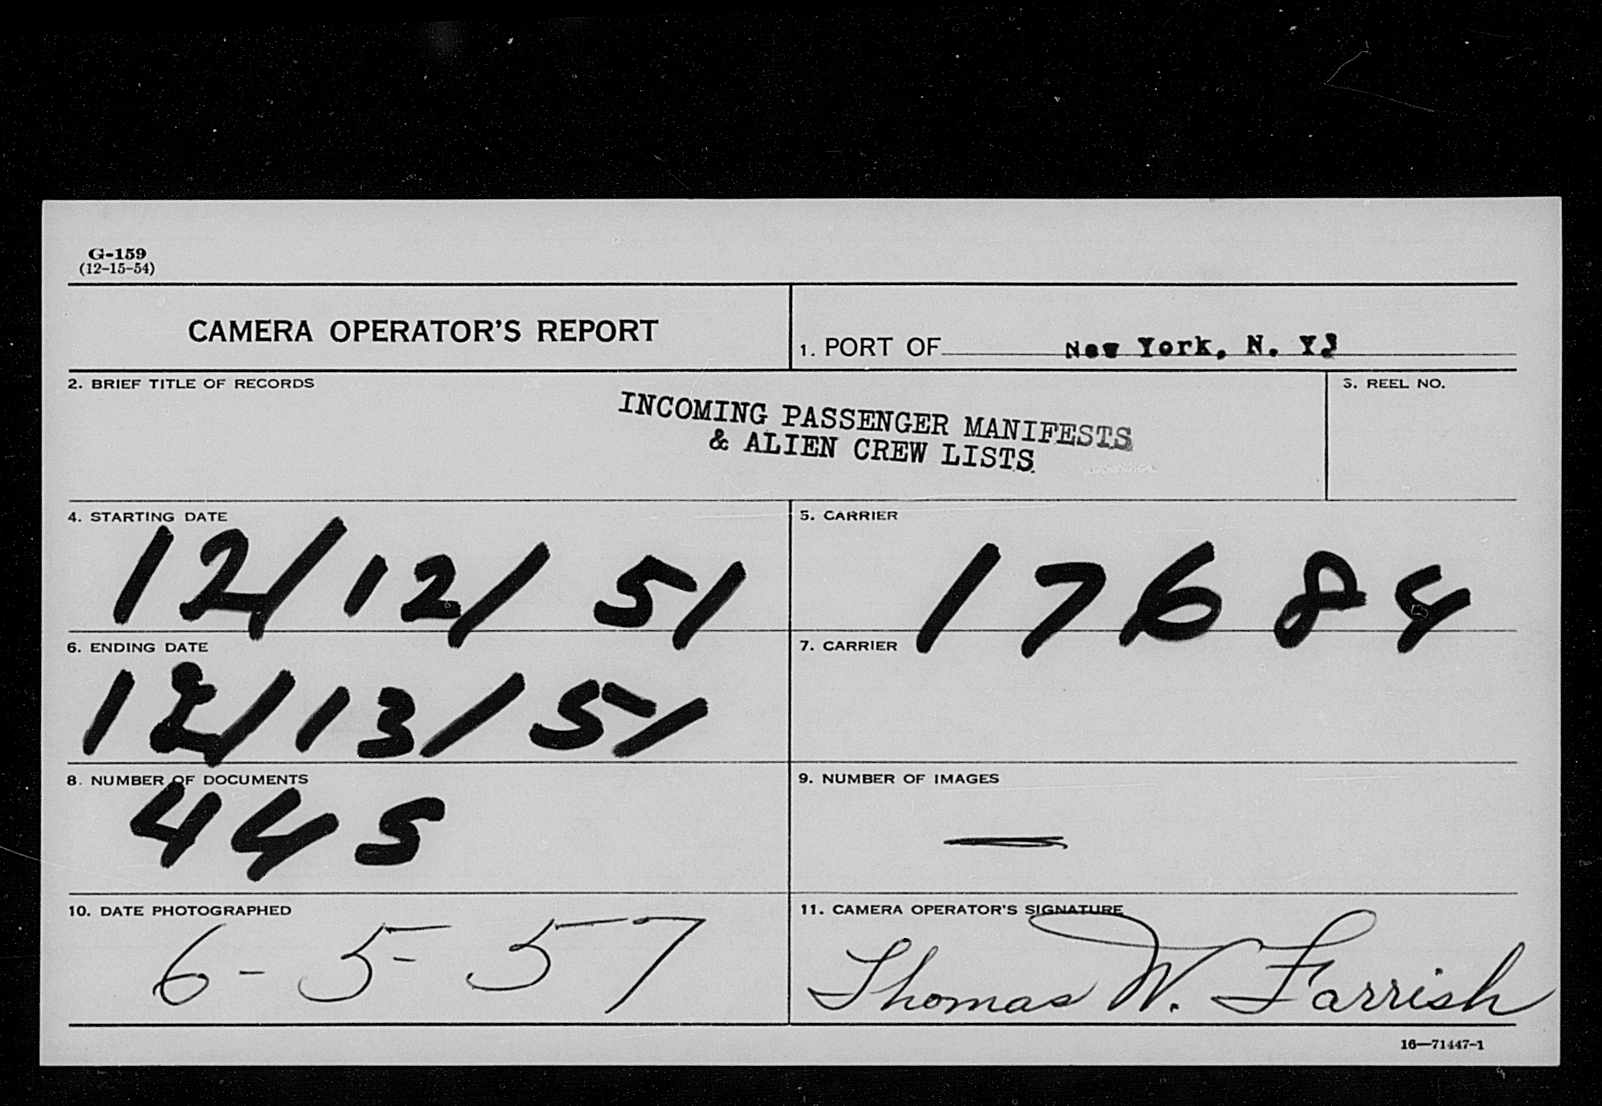 G-159
(12-15-54)
CAMERA OPERATOR'S REPORT
1. PORT OF New York, N. Y.
2. BRIEF TITLE OF RECORDS
INCOMING PASSENGER MANIFESTS
& ALIEN CREW LISTS
3. REEL NO.
4. STARTING DATE
12/12/51
5. CARRIER
17684
6. ENDING DATE
12/13/51
7. CARRIER
8. NUMBER OF DOCUMENTS
445
9. NUMBER OF IMAGES
—
10. DATE PHOTOGRAPHED
6-5-57
11. CAMERA OPERATOR'S SIGNATURE
Thomas W. Farrish
16—71447-1